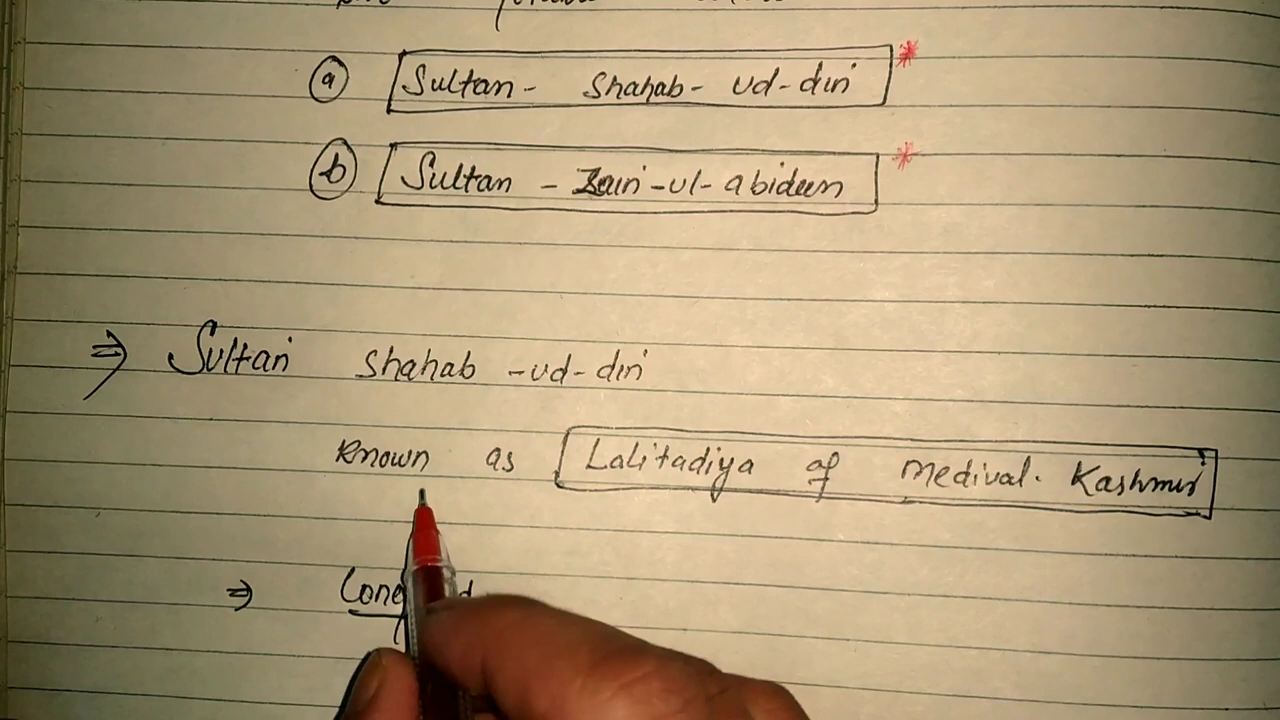 ⓐ Sultan - Shahab - ud - din *
ⓑ Sultan - Zain - ul - abideen *
⇒ Sultan Shahab - ud - din
Known as Lalitadiya of medival. Kashmir
⇒